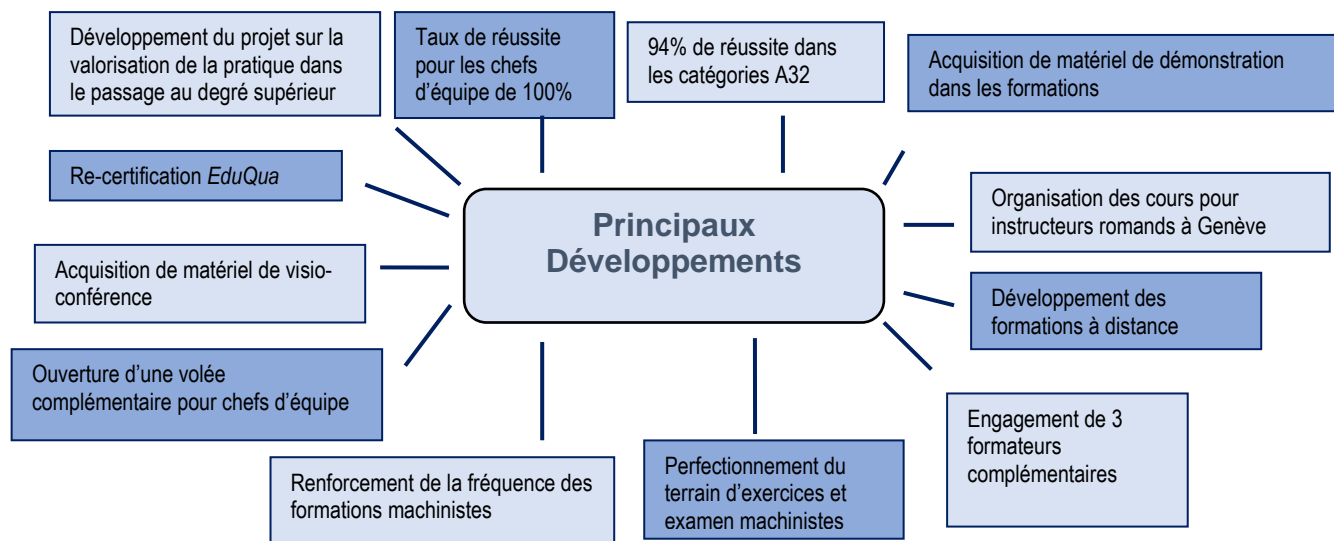 Développement du projet sur la
valorisation de la pratique dans
le passage au degré supérieur
Taux de réussite
pour les chefs
d'équipe de 100%
94% de réussite dans
les catégories A32
Acquisition de matériel de démonstration
dans les formations
Re-certification EduQua
Principaux
Développements
Organisation des cours pour
instructeurs romands à Genève
Acquisition de matériel de visio-
conférence
Développement des
formations à distance
Ouverture d'une volée
complémentaire pour chefs d'équipe
Engagement de 3
formateurs
complémentaires
Renforcement de la fréquence des
formations machinistes
Perfectionnement du
terrain d'exercices et
examen machinistes